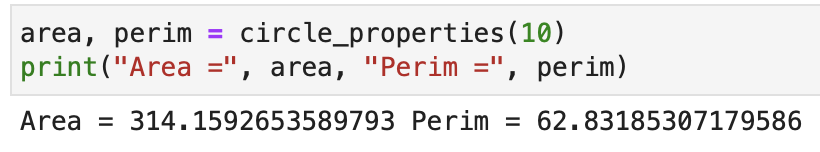 area, perim = circle_properties(10)
print("Area =", area, "Perim =", perim)
Area = 314.1592653589793 Perim = 62.83185307179586